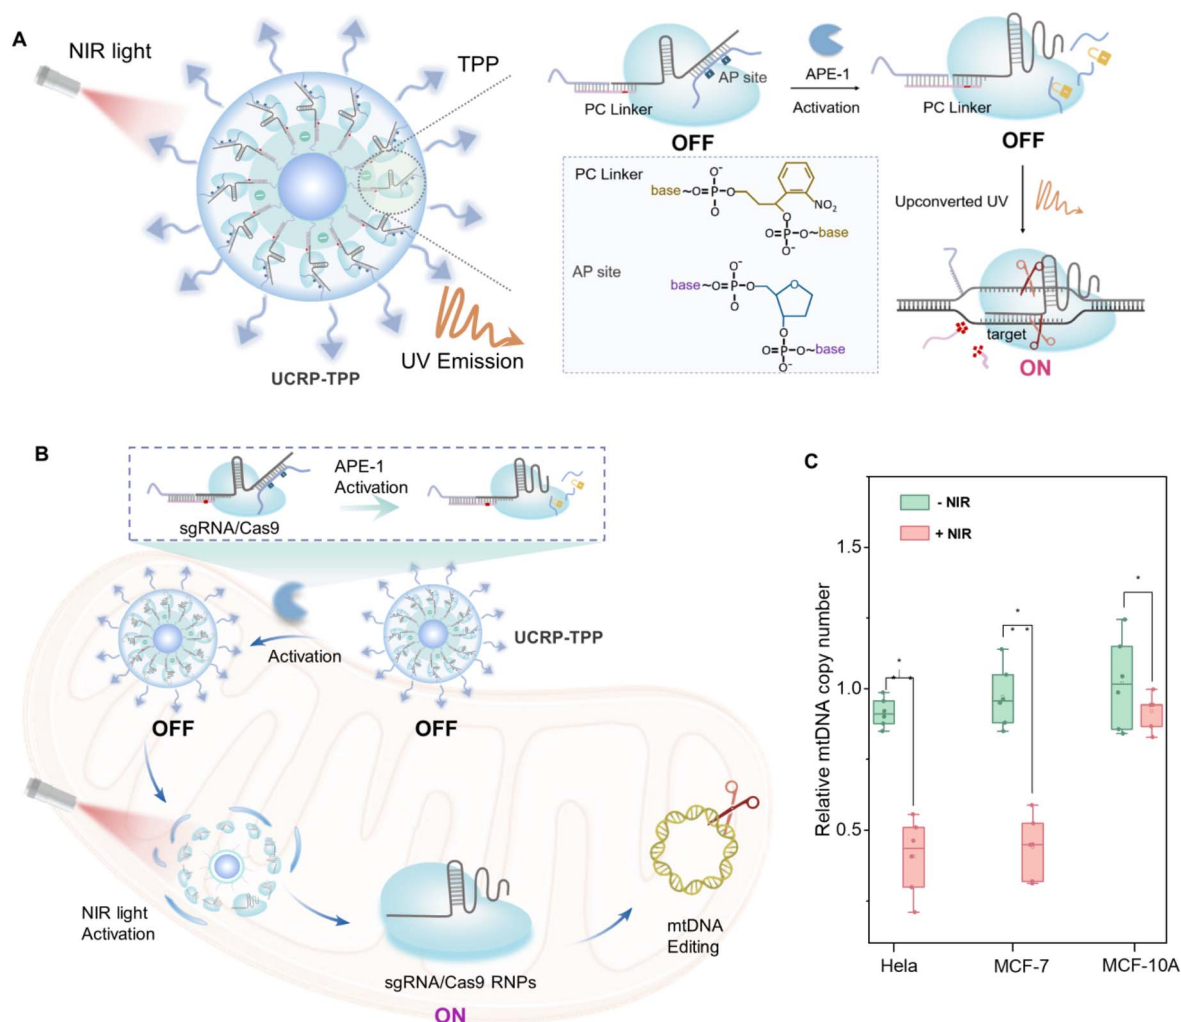 A
NIR light
TPP
UV Emission
UCRP-TPP
AP site
PC Linker
OFF
APE-1
Activation
PC Linker
OFF
PC Linker
base~O=P-O
O⁻
O
O⁻
NO₂
O
O=P-O~base
O⁻
AP site
base~O=P-O
O⁻
O
O⁻
O
O=P-O~base
O⁻
Upconverted UV
target
ON
B
APE-1
Activation
sgRNA/Cas9
UCRP-TPP
Activation
OFF
OFF
NIR light
Activation
sgRNA/Cas9 RNPs
ON
mtDNA
Editing
C
- NIR
+ NIR
Relative mtDNA copy number
1.5
1.0
0.5
*
* *
*
* *
*
Hela
MCF-7
MCF-10A